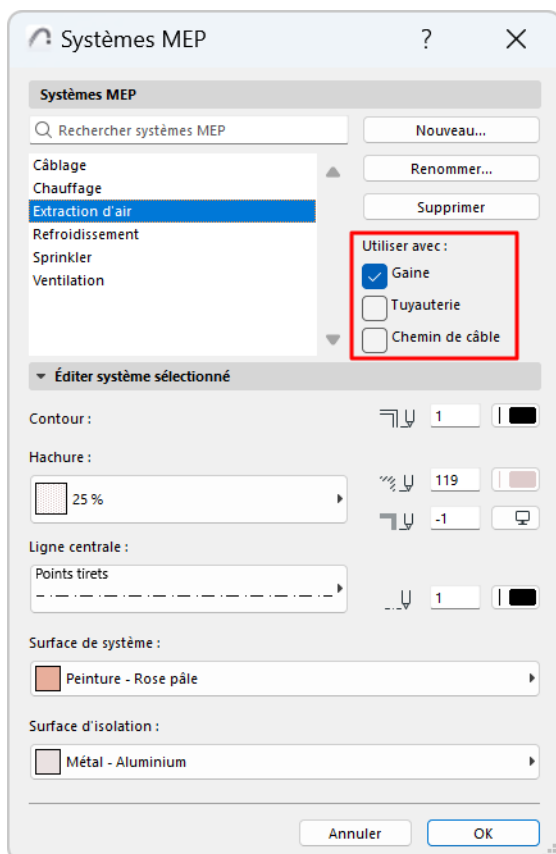 Systèmes MEP
?
Systèmes MEP
Rechercher systèmes MEP
Nouveau...
Câblage
Chauffage
Extraction d'air
Refroidissement
Sprinkler
Ventilation
Renommer...
Supprimer
Utiliser avec :
Gaine
Tuyauterie
Chemin de câble
Éditer système sélectionné
Contour :
1
Hachure :
25 %
119
-1
Ligne centrale :
Points tirets
1
Surface de système :
Peinture - Rose pâle
Surface d'isolation :
Métal - Aluminium
Annuler
OK